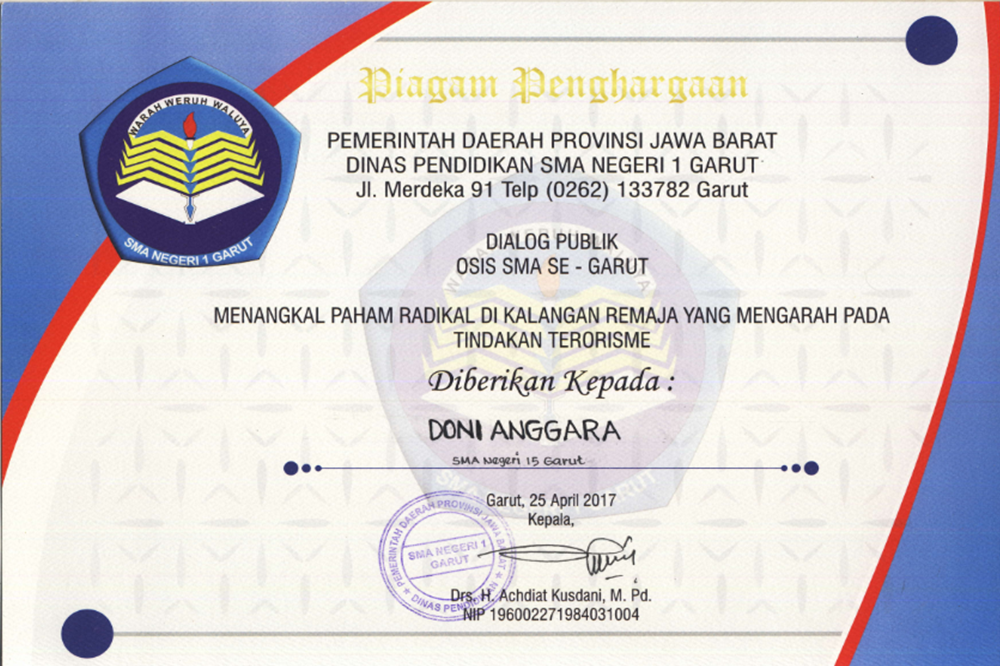 Piagam Penghargaan
WARAH WERUH WALUYA
SMA NEGERI 1 GARUT
PEMERINTAH DAERAH PROVINSI JAWA BARAT
DINAS PENDIDIKAN SMA NEGERI 1 GARUT
Jl. Merdeka 91 Telp (0262) 133782 Garut
DIALOG PUBLIK
OSIS SMA SE - GARUT
MENANGKAL PAHAM RADIKAL DI KALANGAN REMAJA YANG MENGARAH PADA
TINDAKAN TERORISME
Diberikan Kepada :
DONI ANGGARA
SMA Negeri 15 Garut
Garut, 25 April 2017
Kepala,
PEMERINTAH DAERAH PROVINSI JAWA BARAT
SMA NEGERI 1
GARUT
DINAS PENDIDIKAN
Drs. H. Achdiat Kusdani, M. Pd.
NIP 196002271984031004